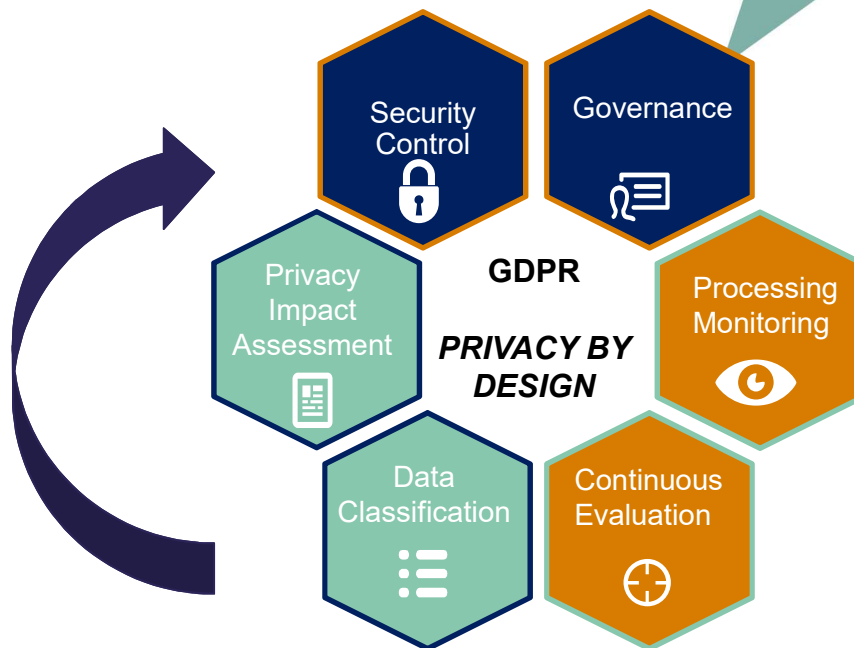 Security
Control
Governance
Privacy
Impact
Assessment
GDPR
PRIVACY BY
DESIGN
Processing
Monitoring
Data
Classification
Continuous
Evaluation